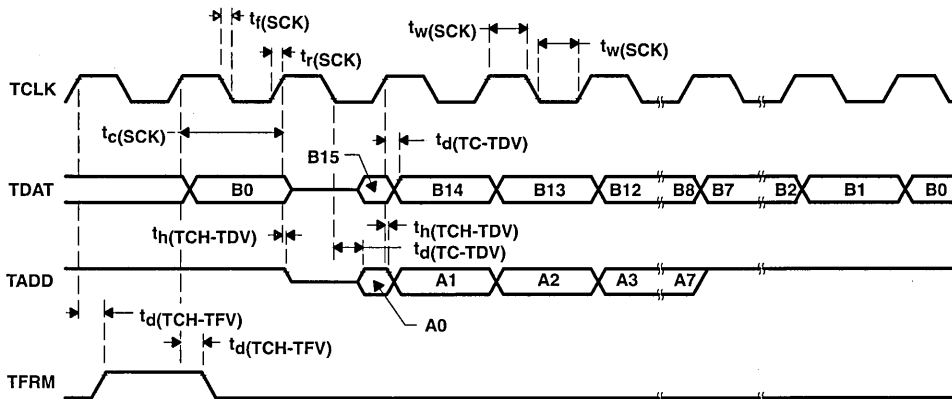 tf(SCK)
tr(SCK)
tw(SCK)
tw(SCK)
TCLK
tc(SCK)
td(TC-TDV)
B15
TDAT
B0
B14
B13
B12
B8
B7
B2
B1
B0
th(TCH-TDV)
th(TCH-TDV)
td(TC-TDV)
TADD
A1
A2
A3
A7
A0
td(TCH-TFV)
td(TCH-TFV)
TFRM